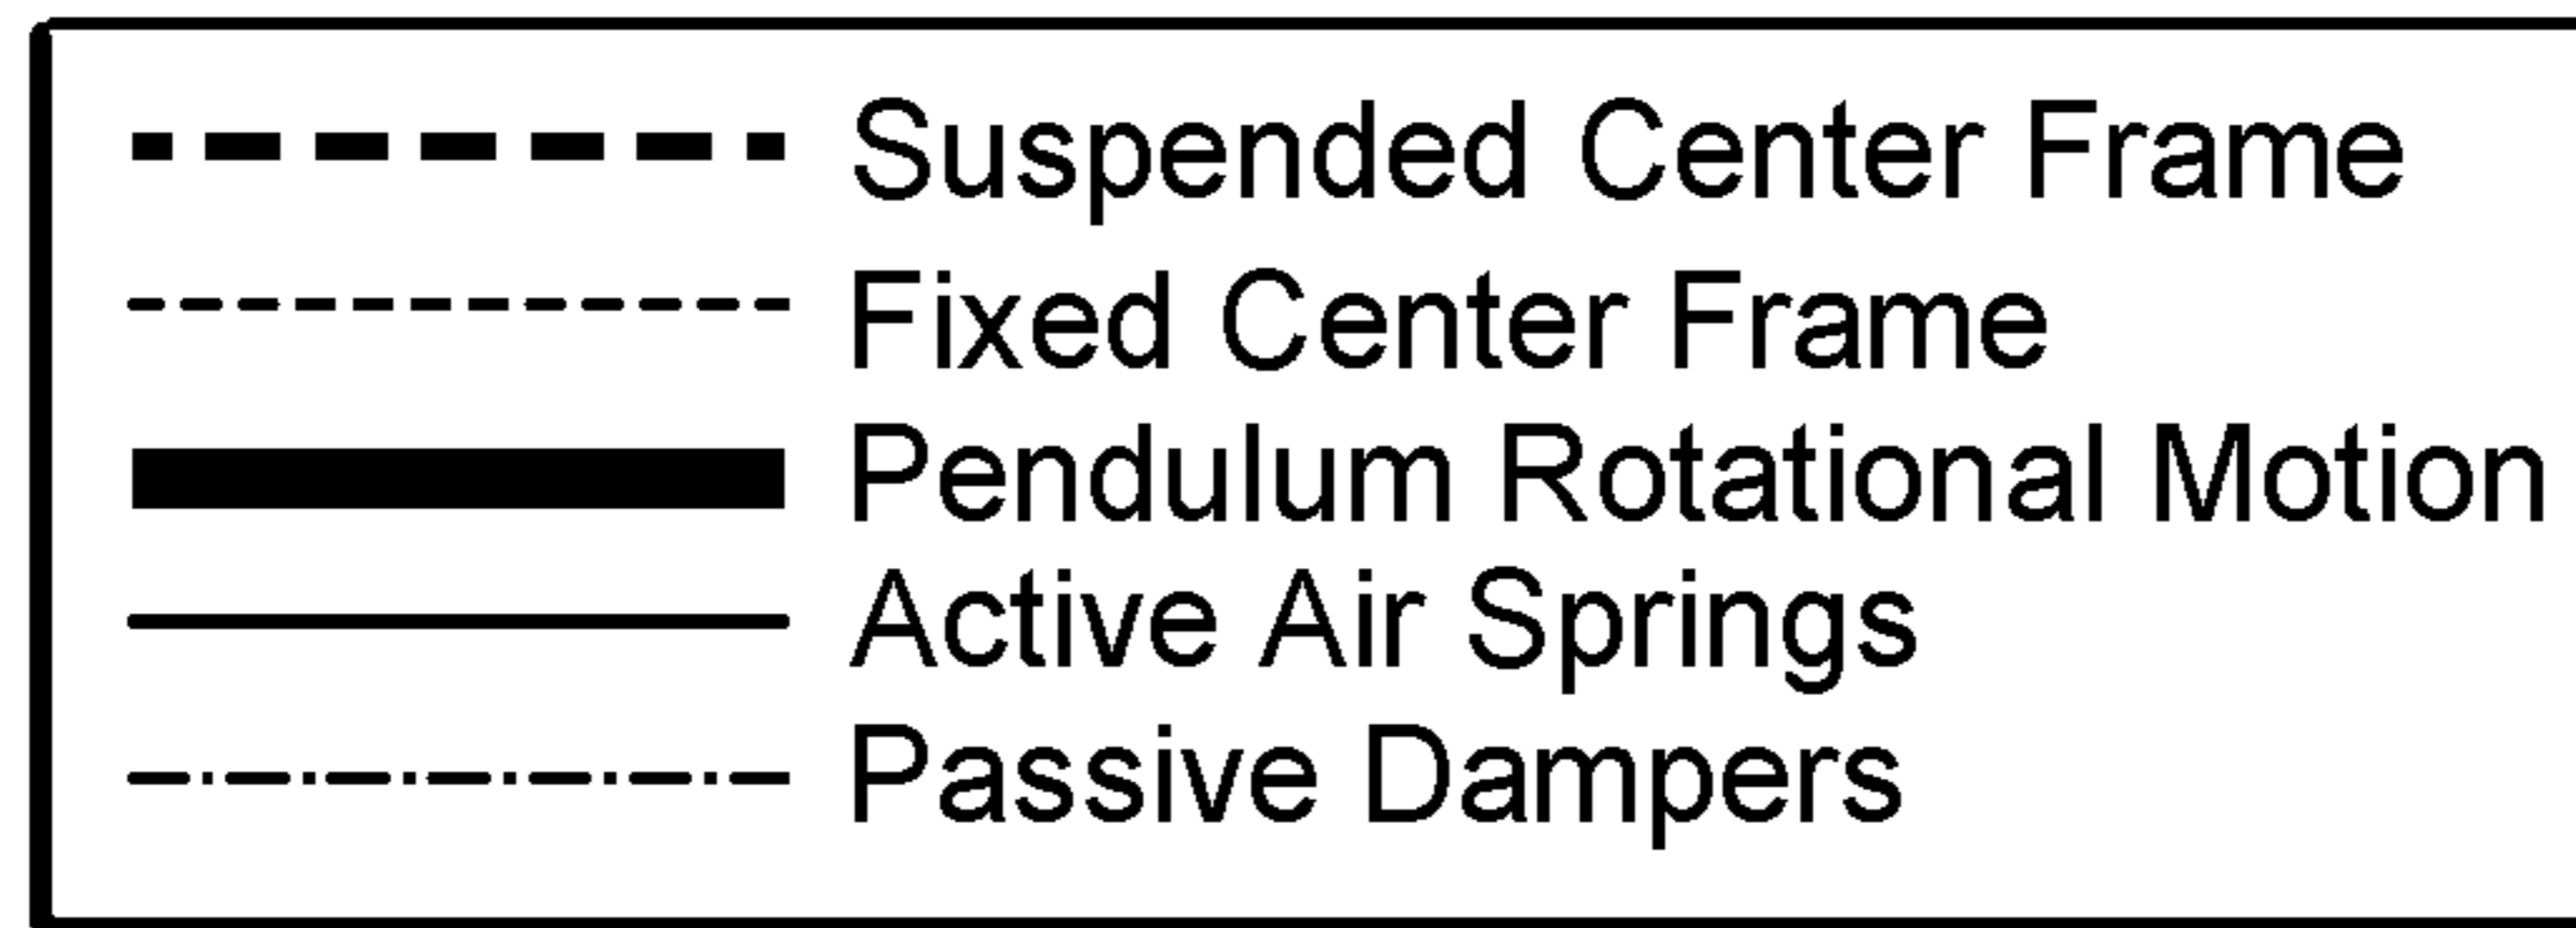 Suspended Center Frame
Fixed Center Frame
Pendulum Rotational Motion
Active Air Springs
Passive Dampers